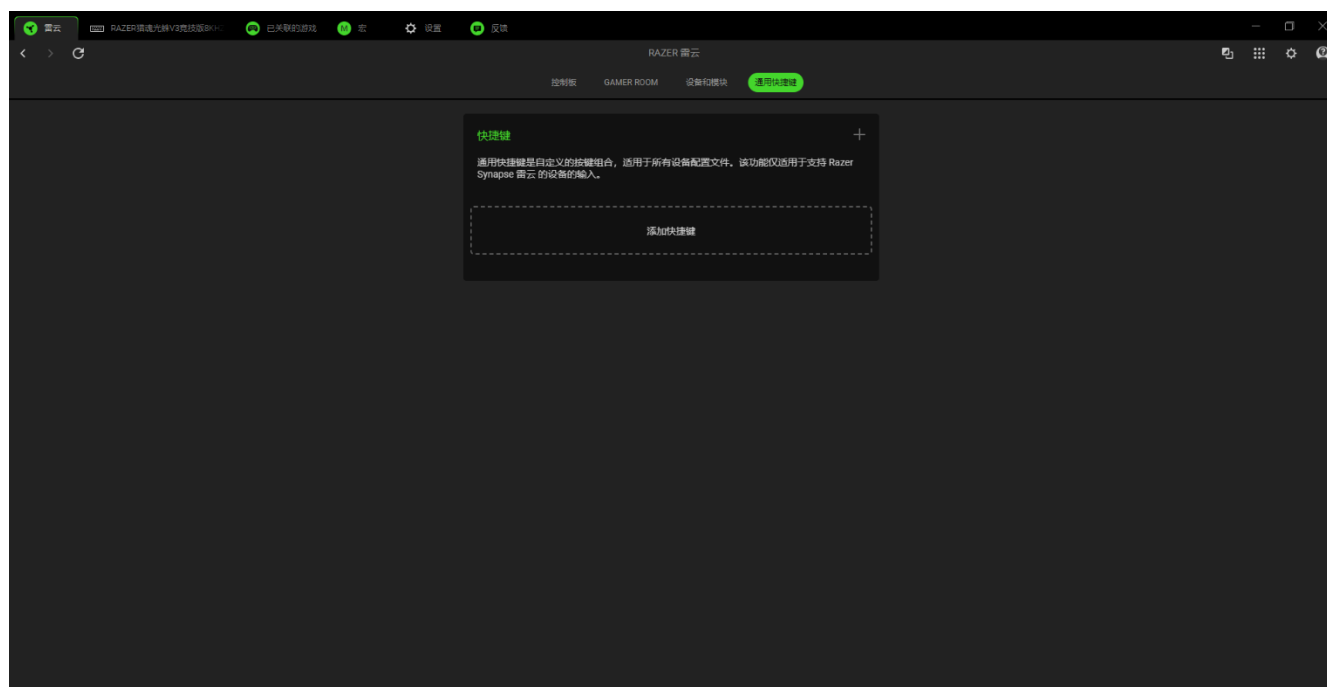 雷云
RAZER猎魂光蛛V3竞技版8KH
已关联的游戏
宏
设置
反馈
RAZER 雷云
控制板
GAMER ROOM
设备和模块
通用快捷键
快捷键
通用快捷键是自定义的按键组合，适用于所有设备配置文件。该功能仅适用于支持 Razer
Synapse 雷云 的设备的输入。
添加快捷键